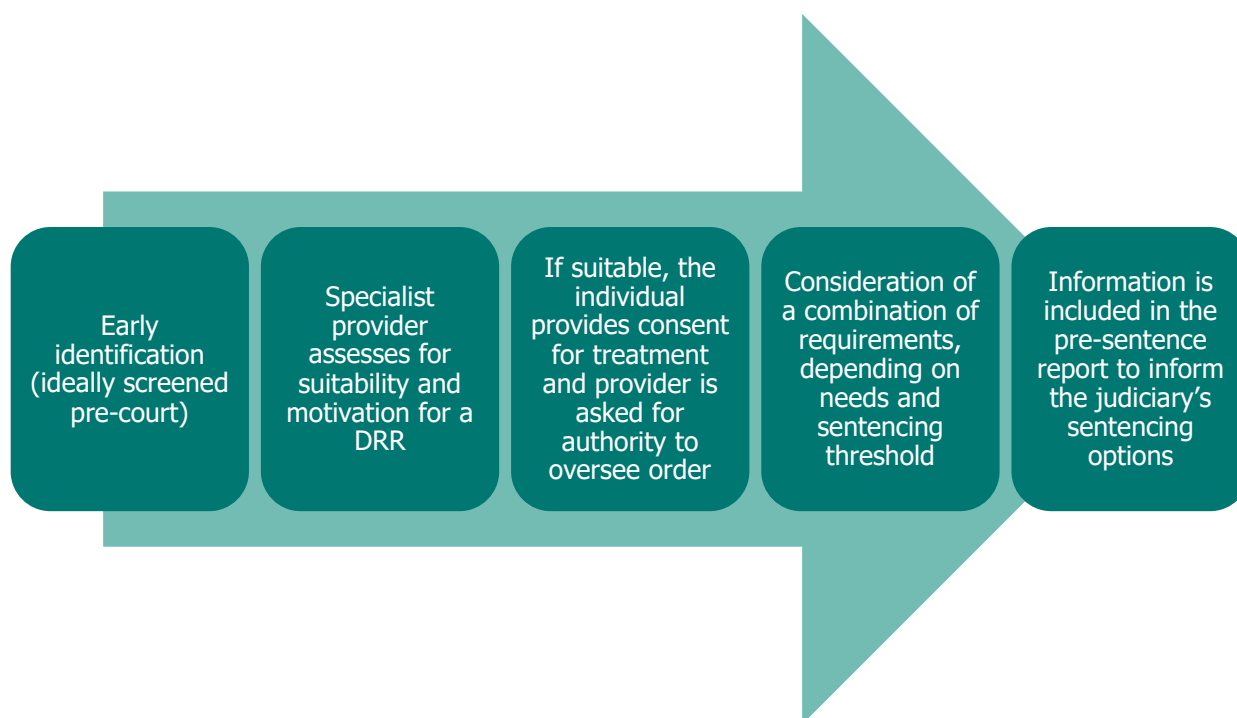 Early
identification
(ideally screened
pre-court)
Specialist
provider
assesses for
suitability and
motivation for a
DRR
If suitable, the
individual
provides consent
for treatment
and provider is
asked for
authority to
oversee order
Consideration of
a combination of
requirements,
depending on
needs and
sentencing
threshold
Information is
included in the
pre-sentence
report to inform
the judiciary’s
sentencing
options